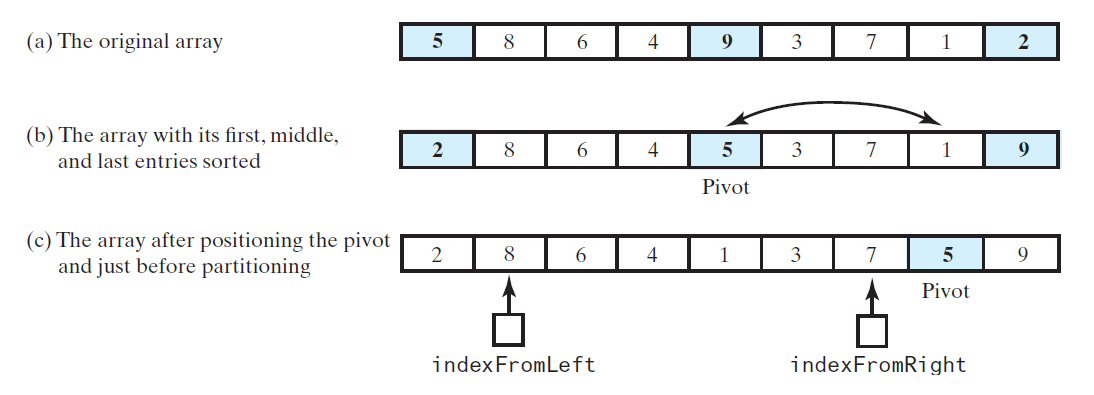 (a) The original array
5 8 6 4 9 3 7 1 2
(b) The array with its first, middle,
and last entries sorted
2 8 6 4 5 3 7 1 9
Pivot
(c) The array after positioning the pivot
and just before partitioning
2 8 6 4 1 3 7 5 9
Pivot
indexFromLeft indexFromRight